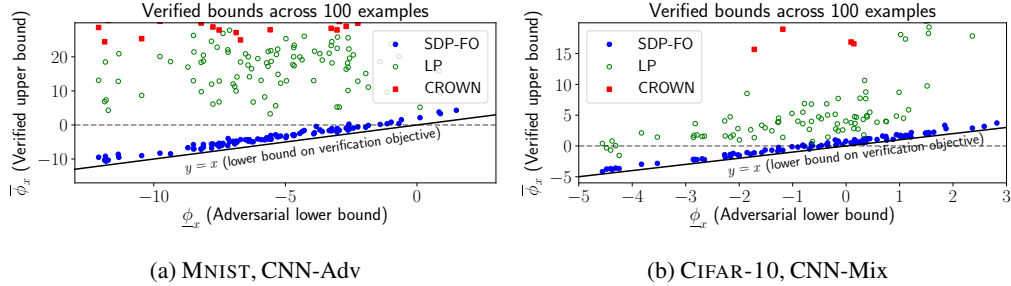 Verified bounds across 100 examples
ϕ̅ₓ (Verified upper bound)
20
10
0
−10
SDP-FO
LP
CROWN
y = x (lower bound on verification objective)
−10
−5
0
ϕ̲ₓ (Adversarial lower bound)
(a) MNIST, CNN-Adv
Verified bounds across 100 examples
ϕ̅ₓ (Verified upper bound)
15
10
5
0
−5
SDP-FO
LP
CROWN
y = x (lower bound on verification objective)
−5
−4
−3
−2
−1
0
1
2
3
ϕ̲ₓ (Adversarial lower bound)
(b) CIFAR-10, CNN-Mix